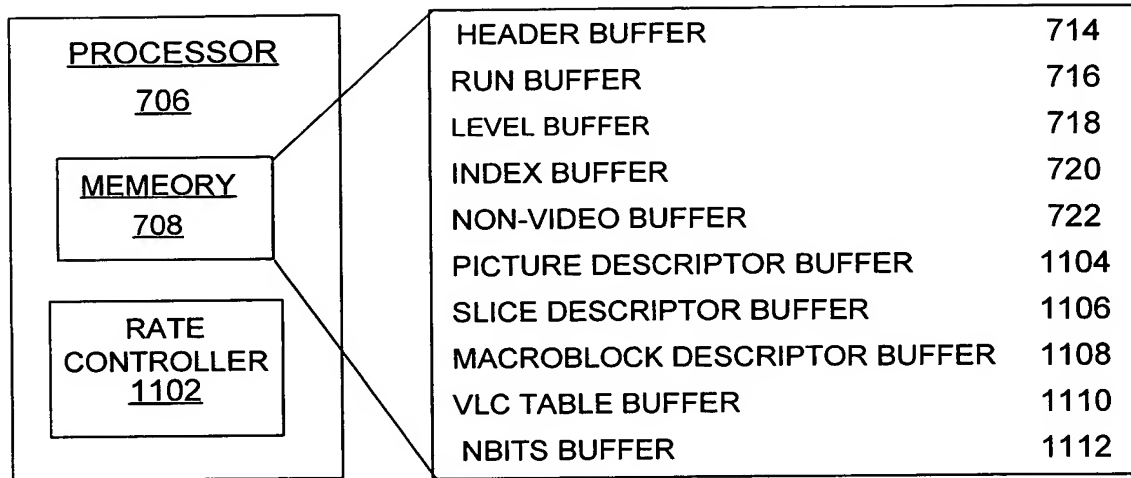 PROCESSOR
706
MEMEORY
708
RATE
CONTROLLER
1102
HEADER BUFFER 714
RUN BUFFER 716
LEVEL BUFFER 718
INDEX BUFFER 720
NON-VIDEO BUFFER 722
PICTURE DESCRIPTOR BUFFER 1104
SLICE DESCRIPTOR BUFFER 1106
MACROBLOCK DESCRIPTOR BUFFER 1108
VLC TABLE BUFFER 1110
NBITS BUFFER 1112